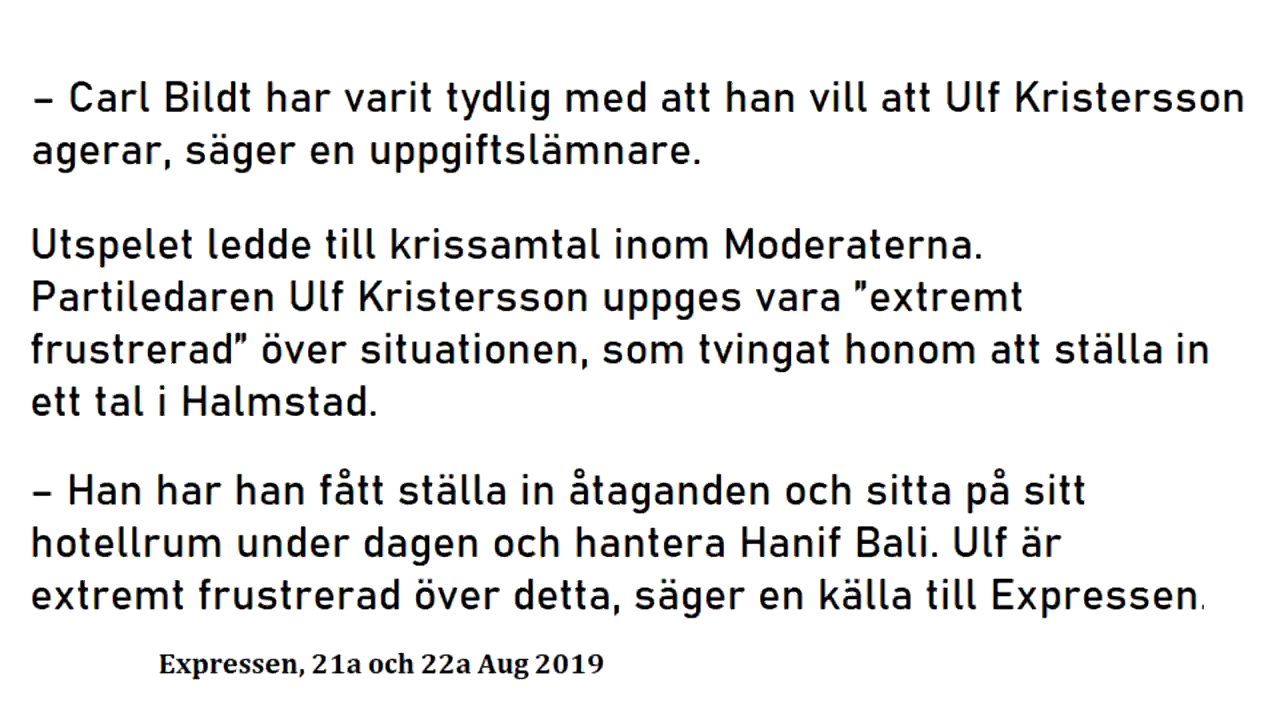 – Carl Bildt har varit tydlig med att han vill att Ulf Kristersson
agerar, säger en uppgiftslämnare.
Utspelet ledde till krissamtal inom Moderaterna.
Partiledaren Ulf Kristersson uppges vara ”extremt
frustrerad” över situationen, som tvingat honom att ställa in
ett tal i Halmstad.
– Han har han fått ställa in åtaganden och sitta på sitt
hotellrum under dagen och hantera Hanif Bali. Ulf är
extremt frustrerad över detta, säger en källa till Expressen.
Expressen, 21a och 22a Aug 2019